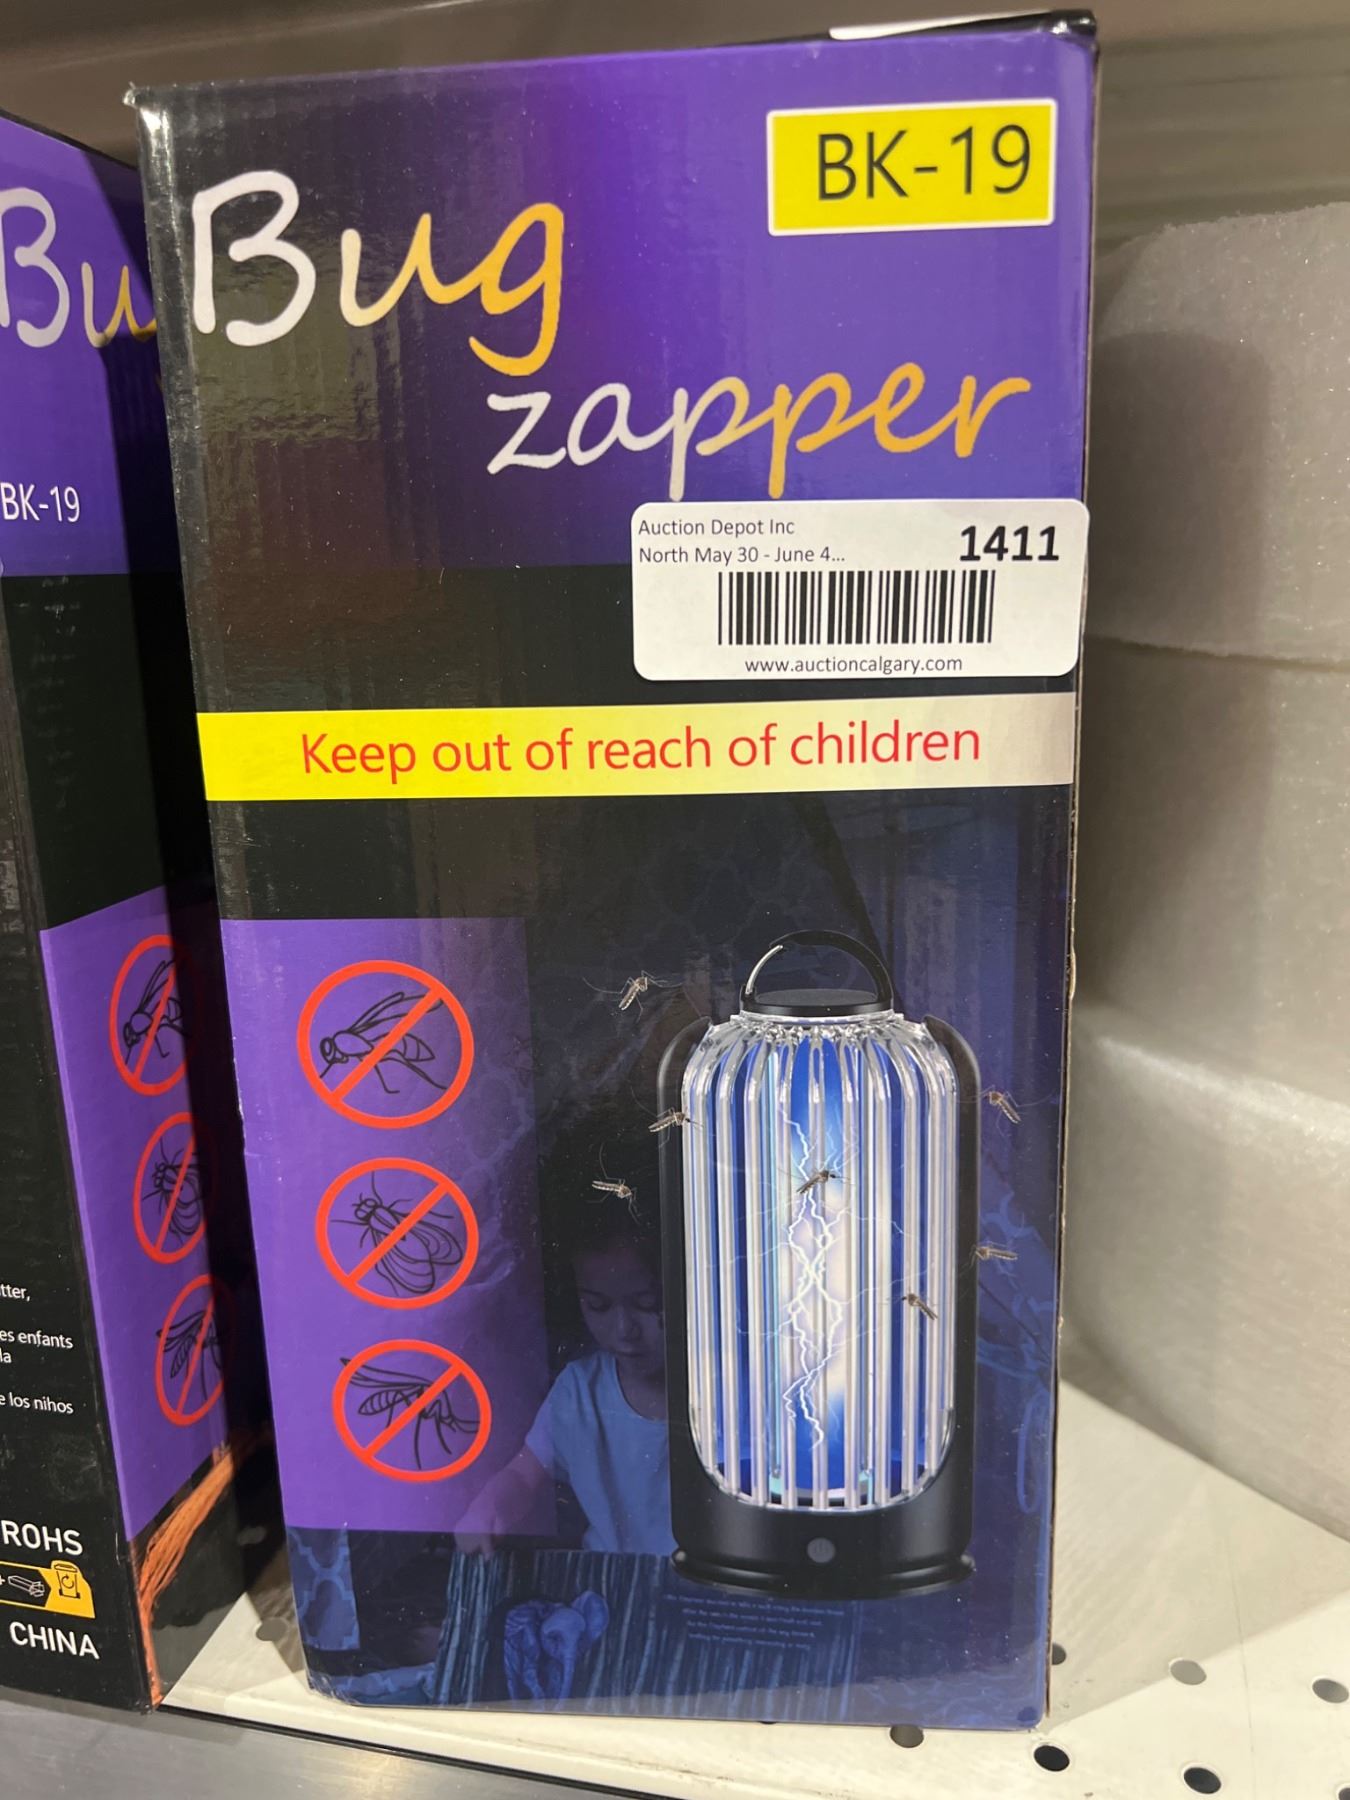 BK-19
Bug
zapper
Auction Depot Inc
North May 30 - June 4...
1411
www.auctioncalgary.com
Keep out of reach of children
Bu
BK-19
tter,
es enfants
la
e los nihos
ROHS
CHINA